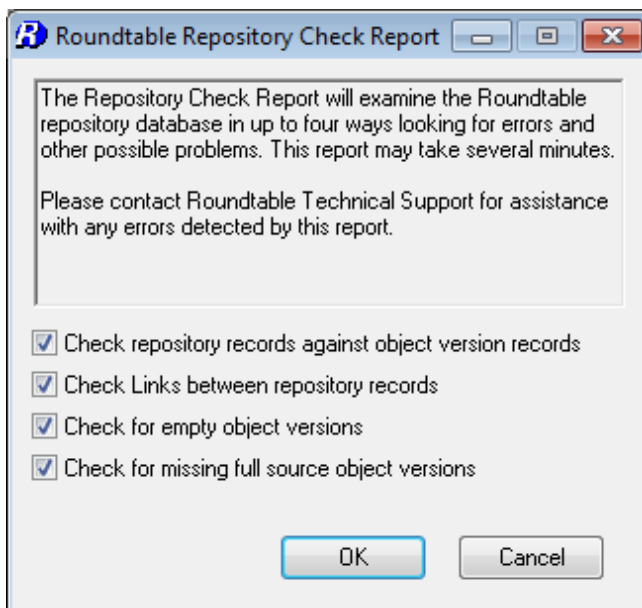 R Roundtable Repository Check Report
The Repository Check Report will examine the Roundtable
repository database in up to four ways looking for errors and
other possible problems. This report may take several minutes.
Please contact Roundtable Technical Support for assistance
with any errors detected by this report.
Check repository records against object version records
Check Links between repository records
Check for empty object versions
Check for missing full source object versions
OK Cancel